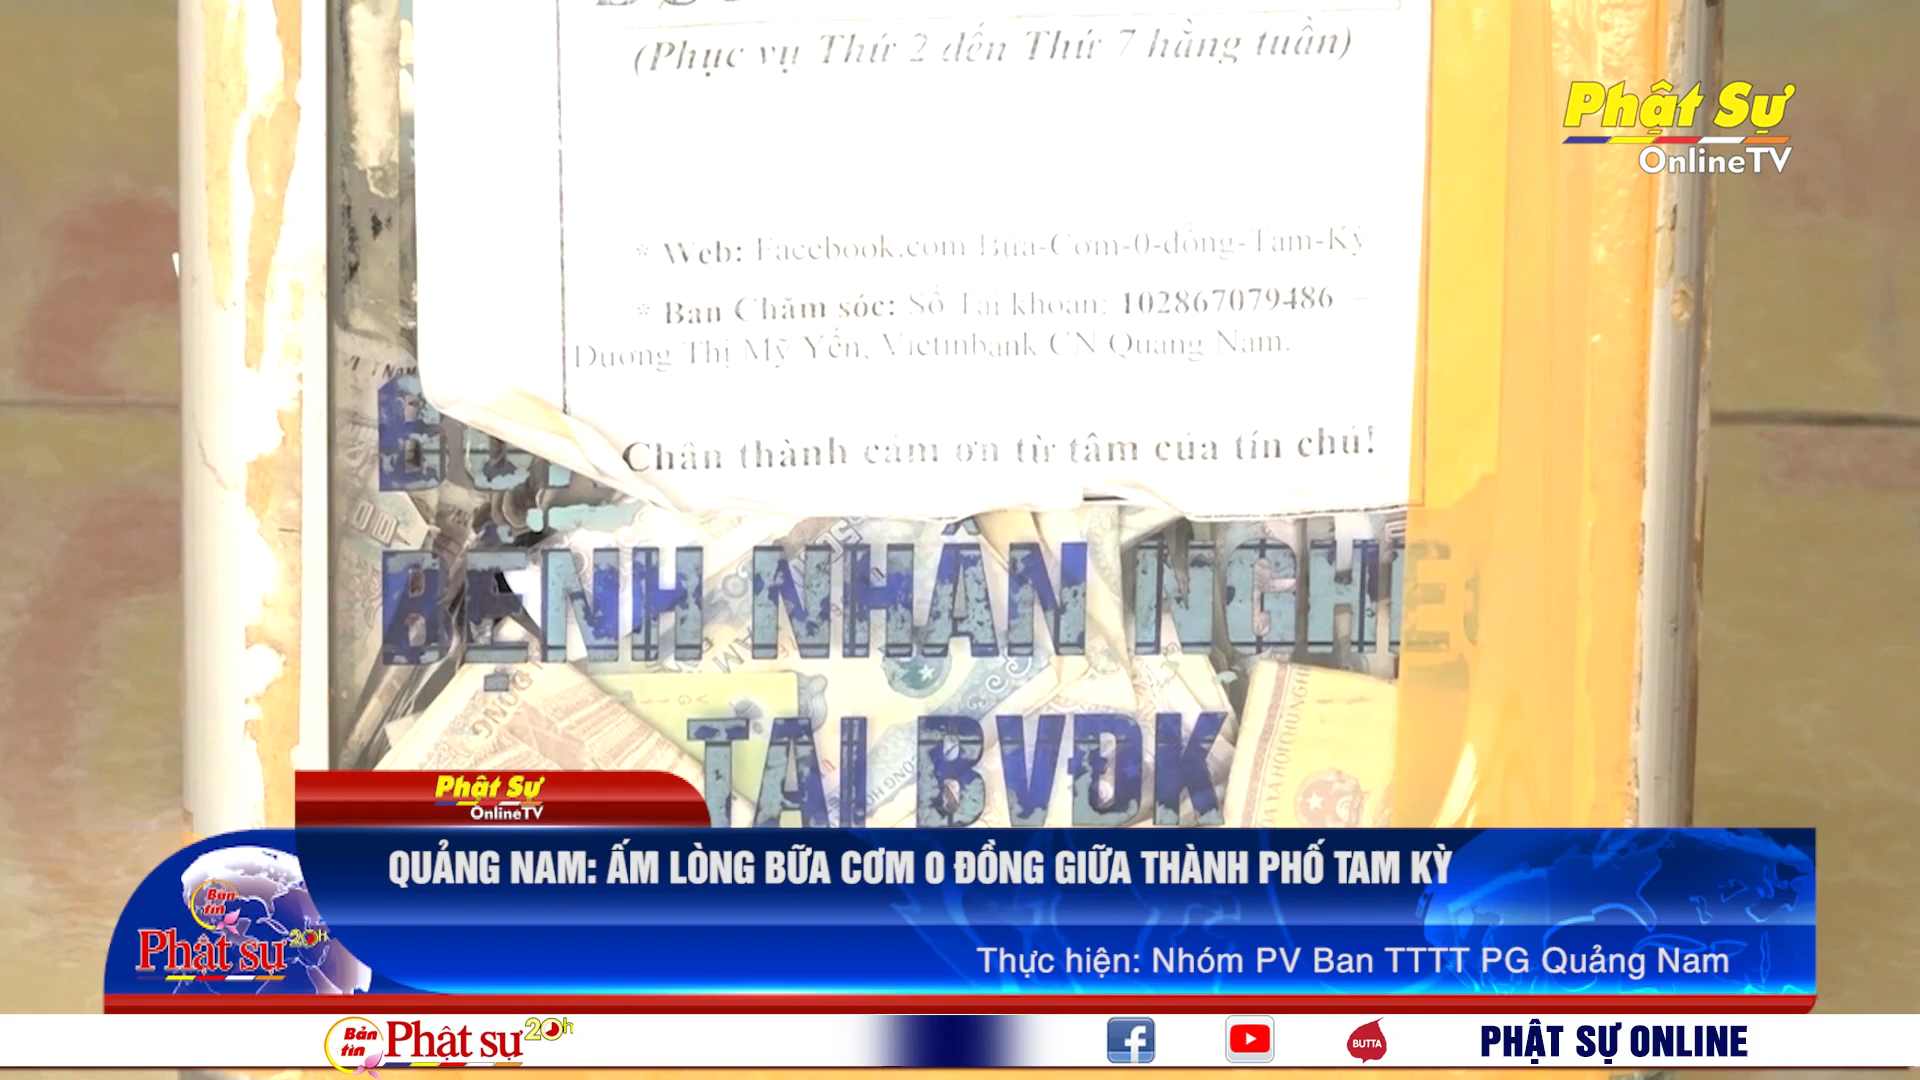 (Phục vụ Thứ 2 đến Thứ 7 hằng tuần)
Phật Sự
OnlineTV
* Web: Facebook.com Bữa-Cơm-0-đồng-Tam-Kỳ
* Ban Chăm sóc: Số Tài khoản: 102867079486 –
Dương Thị Mỹ Yến, Vietinbank CN Quảng Nam.
Chân thành cảm ơn từ tâm của tín chủ!
BỆNH NHÂN NGHÈO
TẠI BVĐK
Phật Sự
OnlineTV
QUẢNG NAM: ẤM LÒNG BỮA CƠM 0 ĐỒNG GIỮA THÀNH PHỐ TAM KỲ
Bản tin
Phật sự 20h
Thực hiện: Nhóm PV Ban TTTT PG Quảng Nam
Bản tin Phật sự 20h
BUTTA
PHẬT SỰ ONLINE